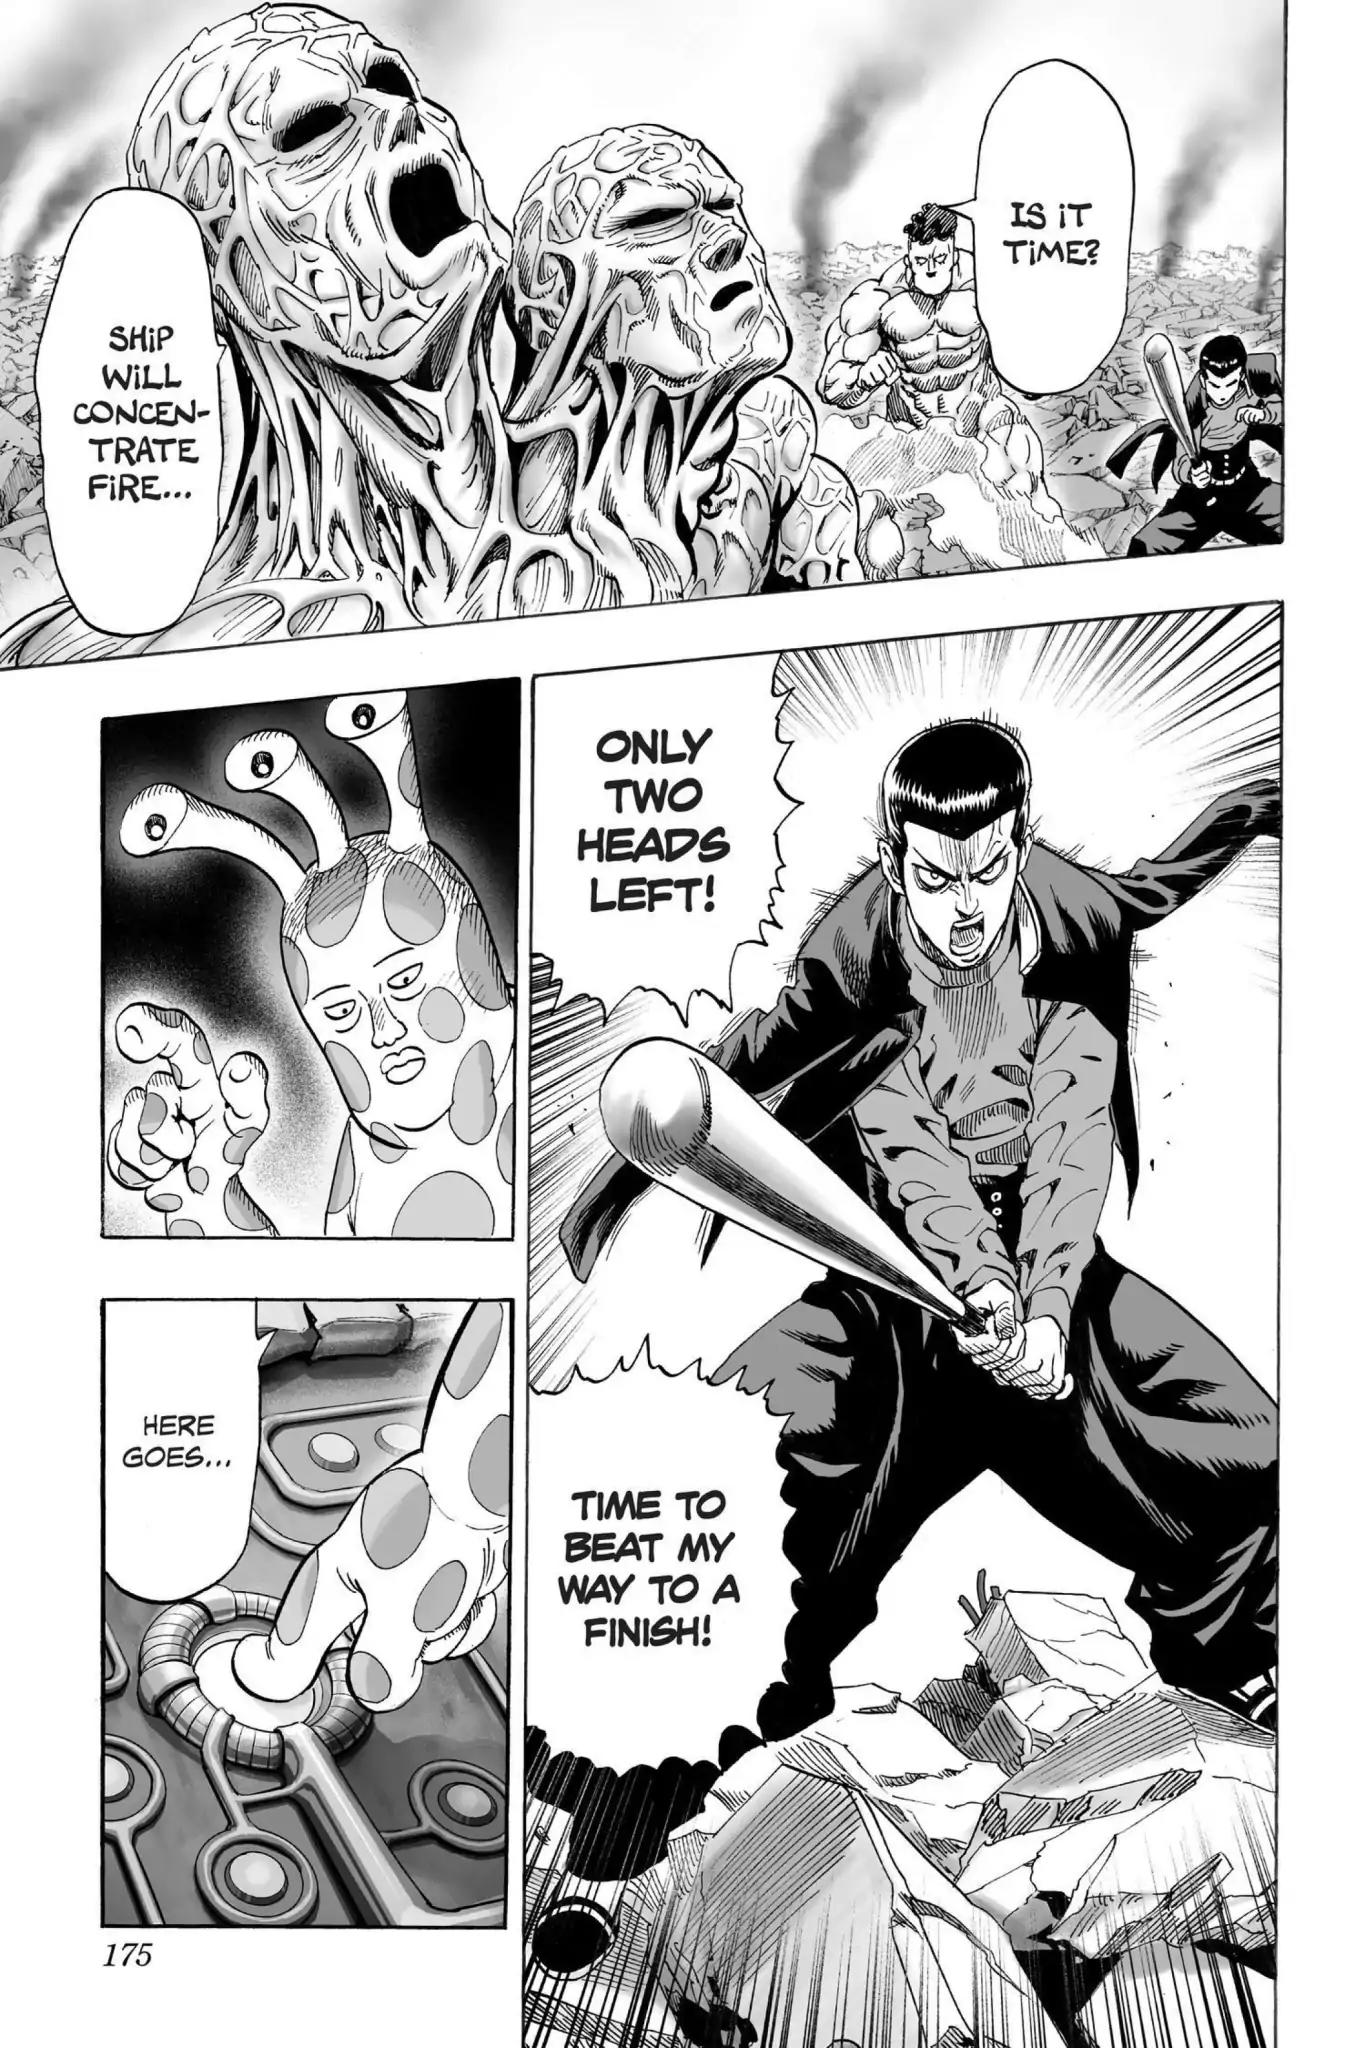 IS IT
TIME?
SHIP
WILL
CONCEN-
TRATE
FIRE...
ONLY
TWO
HEADS
LEFT!
TIME TO
BEAT MY
WAY TO A
FINISH!
HERE
GOES...
175